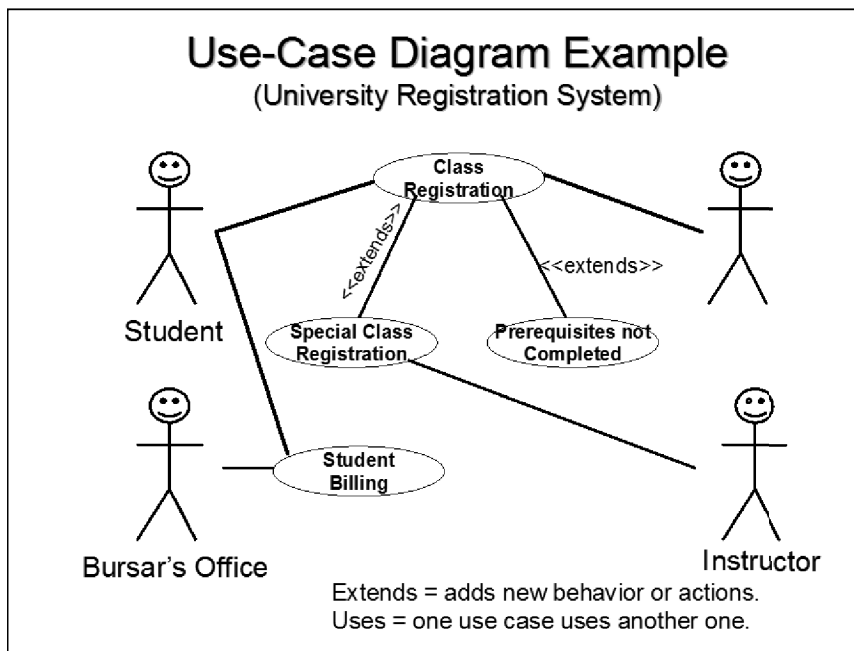 Use-Case Diagram Example
(University Registration System)
Class
Registration
<<extends>>
<<extends>>
Student
Special Class
Registration
Prerequisites not
Completed
Student
Billing
Bursar's Office
Instructor
Extends = adds new behavior or actions.
Uses = one use case uses another one.